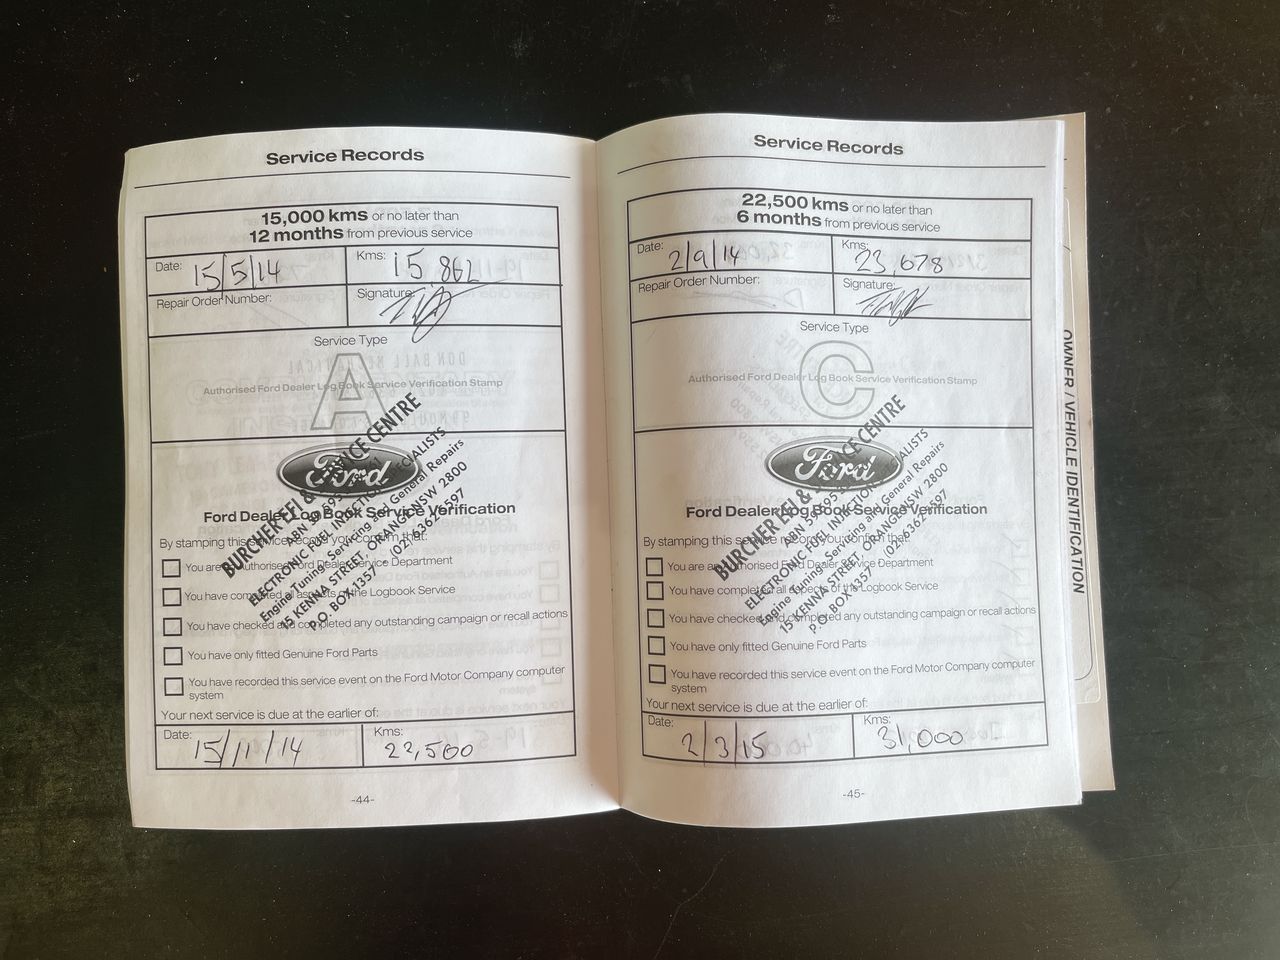 Service Records
15,000 kms or no later than
12 months from previous service
Date: 15/5/14
Kms: 15 862
Repair Order Number:
Signature:
Service Type
A
Authorised Ford Dealer Log Book Service Verification Stamp
Ford
Ford Dealer Log Book Service Verification
By stamping this service record you confirm that:
You are an Authorised Ford Dealer Service Department
You have completed all aspects of the Logbook Service
You have checked and completed any outstanding campaign or recall actions
You have only fitted Genuine Ford Parts
You have recorded this service event on the Ford Motor Company computer
system
BURCHER EFI & SERVICE CENTRE
ABN 59 695
ELECTRONIC FUEL INJECTION SPECIALISTS
Engine Tuning, Servicing and General Repairs
15 KENNA STREET, ORANGE NSW 2800
P.O. BOX 1357 - (02) 6362 7597
Your next service is due at the earlier of:
Date: 15/11/14
Kms: 22,500
-44-
Service Records
22,500 kms or no later than
6 months from previous service
Date: 2/9/14
Kms: 23,678
Repair Order Number:
Signature:
Service Type
C
Authorised Ford Dealer Log Book Service Verification Stamp
Ford
Ford Dealer Log Book Service Verification
By stamping this service record you confirm that:
You are an Authorised Ford Dealer Service Department
You have completed all aspects of the Logbook Service
You have checked and completed any outstanding campaign or recall actions
You have only fitted Genuine Ford Parts
You have recorded this service event on the Ford Motor Company computer
system
BURCHER EFI & SERVICE CENTRE
ABN 59 695
ELECTRONIC FUEL INJECTION SPECIALISTS
Engine Tuning, Servicing and General Repairs
15 KENNA STREET, ORANGE NSW 2800
P.O. BOX 1357 - (02) 6362 7597
Your next service is due at the earlier of:
Date: 2/3/15
Kms: 31,000
-45-
OWNER / VEHICLE IDENTIFICATION